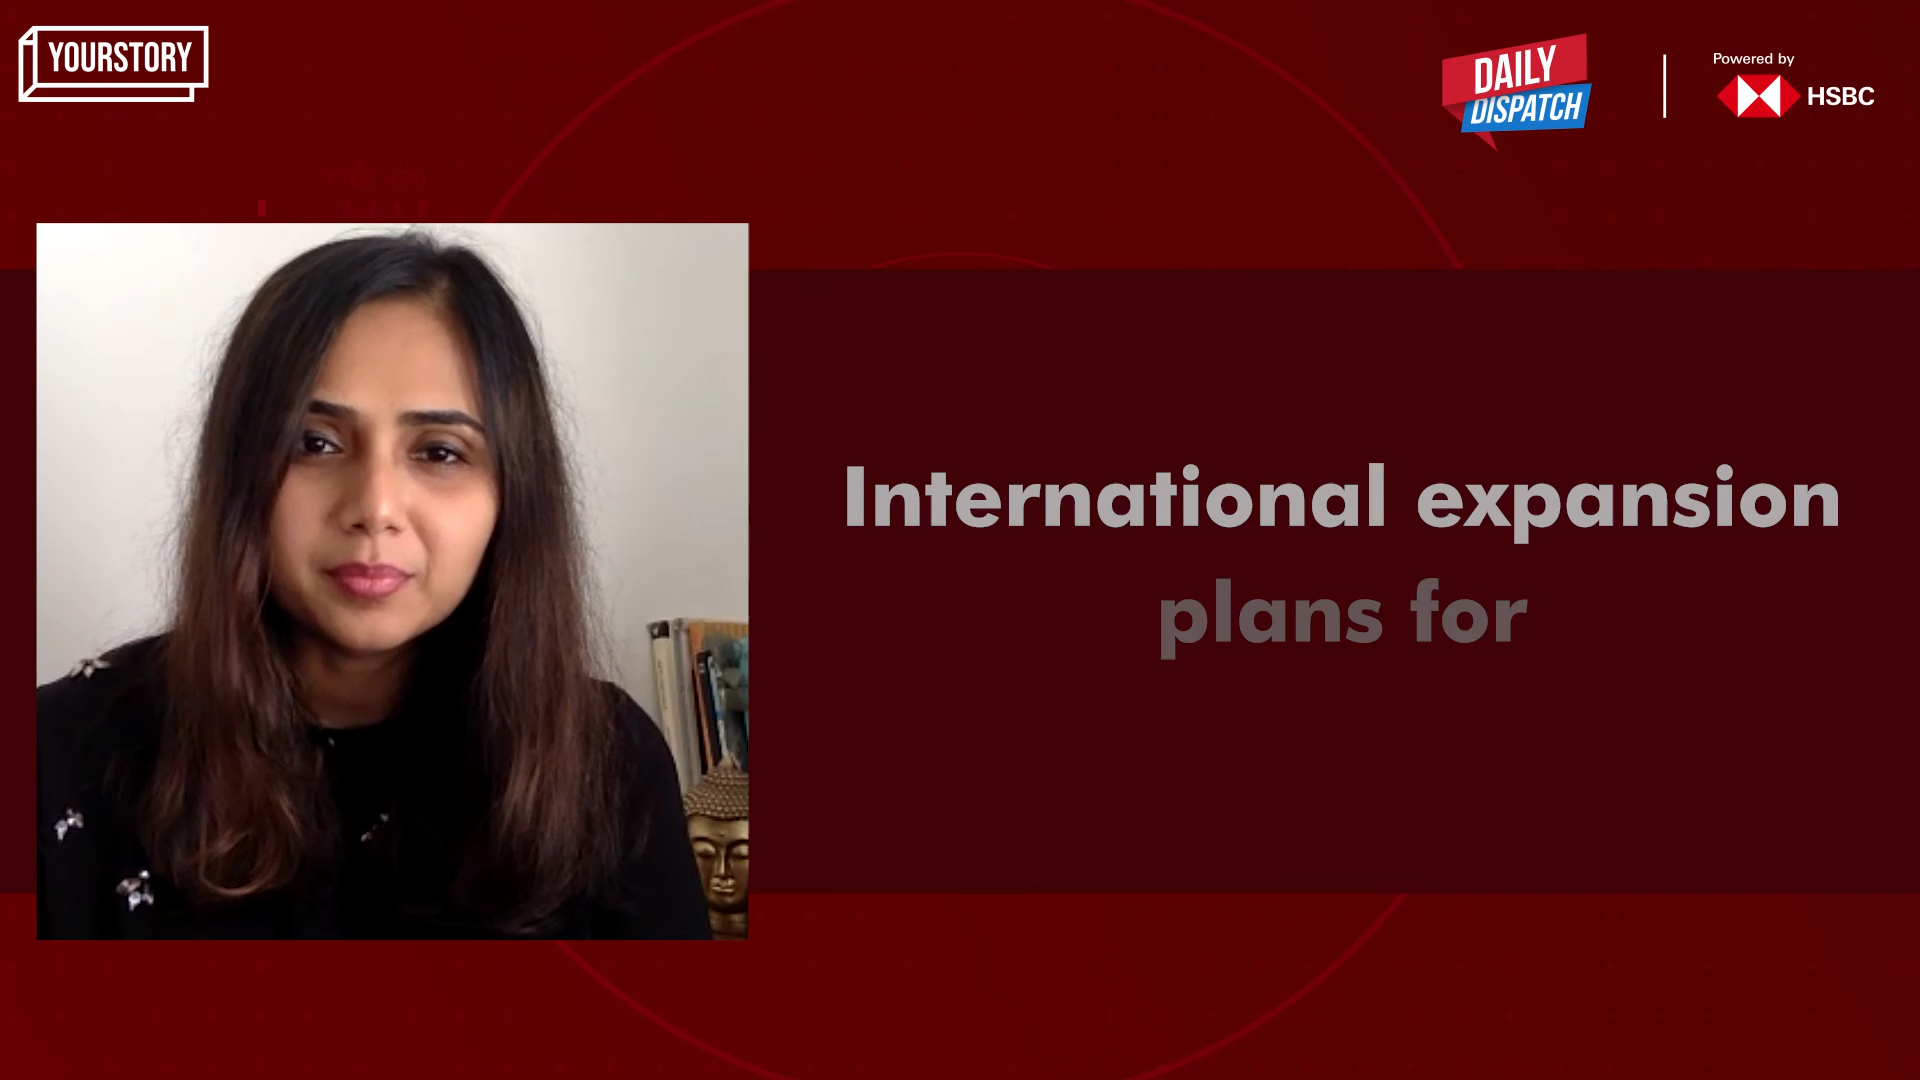 YOURSTORY
DAILY
DISPATCH
Powered by
HSBC
International expansion
plans for